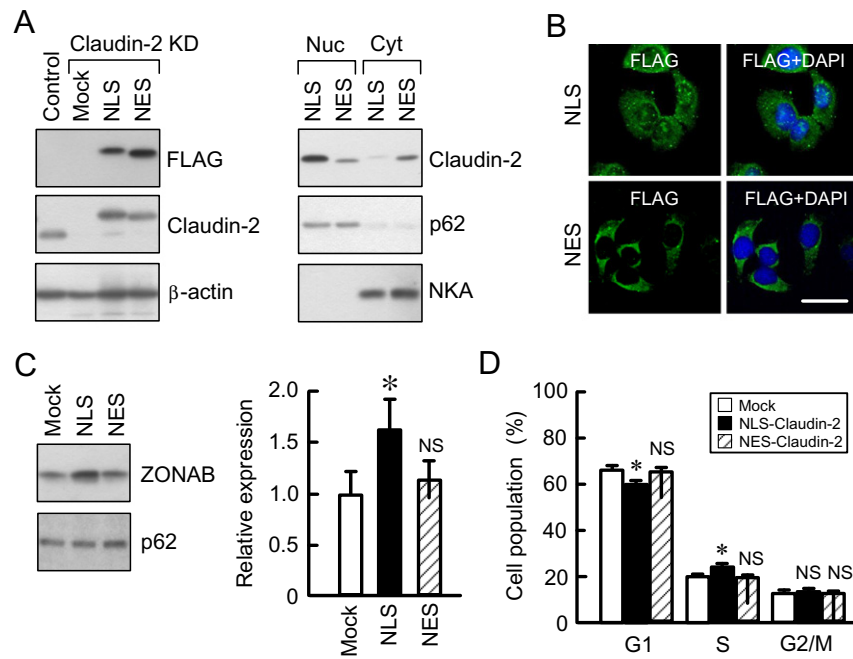 A
Claudin-2 KD
Control
Mock
NLS
NES
FLAG
Claudin-2
β-actin
Nuc
Cyt
NLS
NES
NLS
NES
Claudin-2
p62
NKA
B
FLAG
FLAG+DAPI
NLS
FLAG
FLAG+DAPI
NES
C
Mock
NLS
NES
ZONAB
p62
Relative expression
2.0
1.5
1.0
0.5
0
*
NS
Mock
NLS
NES
D
Cell population (%)
100
80
60
40
20
0
Mock
NLS-Claudin-2
NES-Claudin-2
*
NS
*
NS
NS
NS
G1
S
G2/M